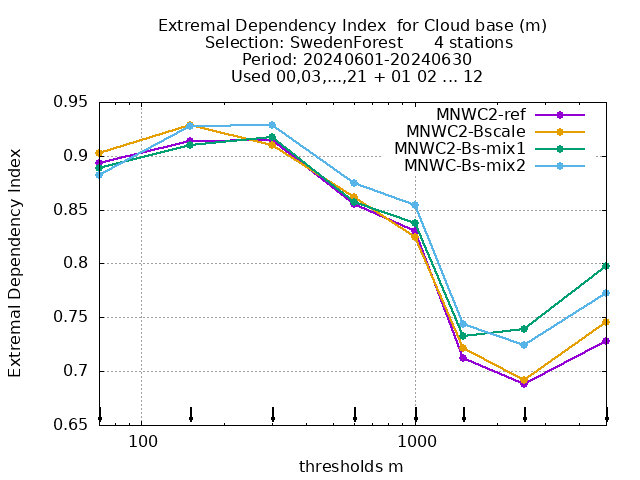 Extremal Dependency Index  for Cloud base (m)
Selection: SwedenForest      4 stations
Period: 20240601-20240630
Used 00,03,...,21 + 01 02 ... 12
MNWC2-ref
MNWC2-Bscale
MNWC2-Bs-mix1
MNWC-Bs-mix2
Extremal Dependency Index
0.95
0.9
0.85
0.8
0.75
0.7
0.65
100
1000
thresholds m